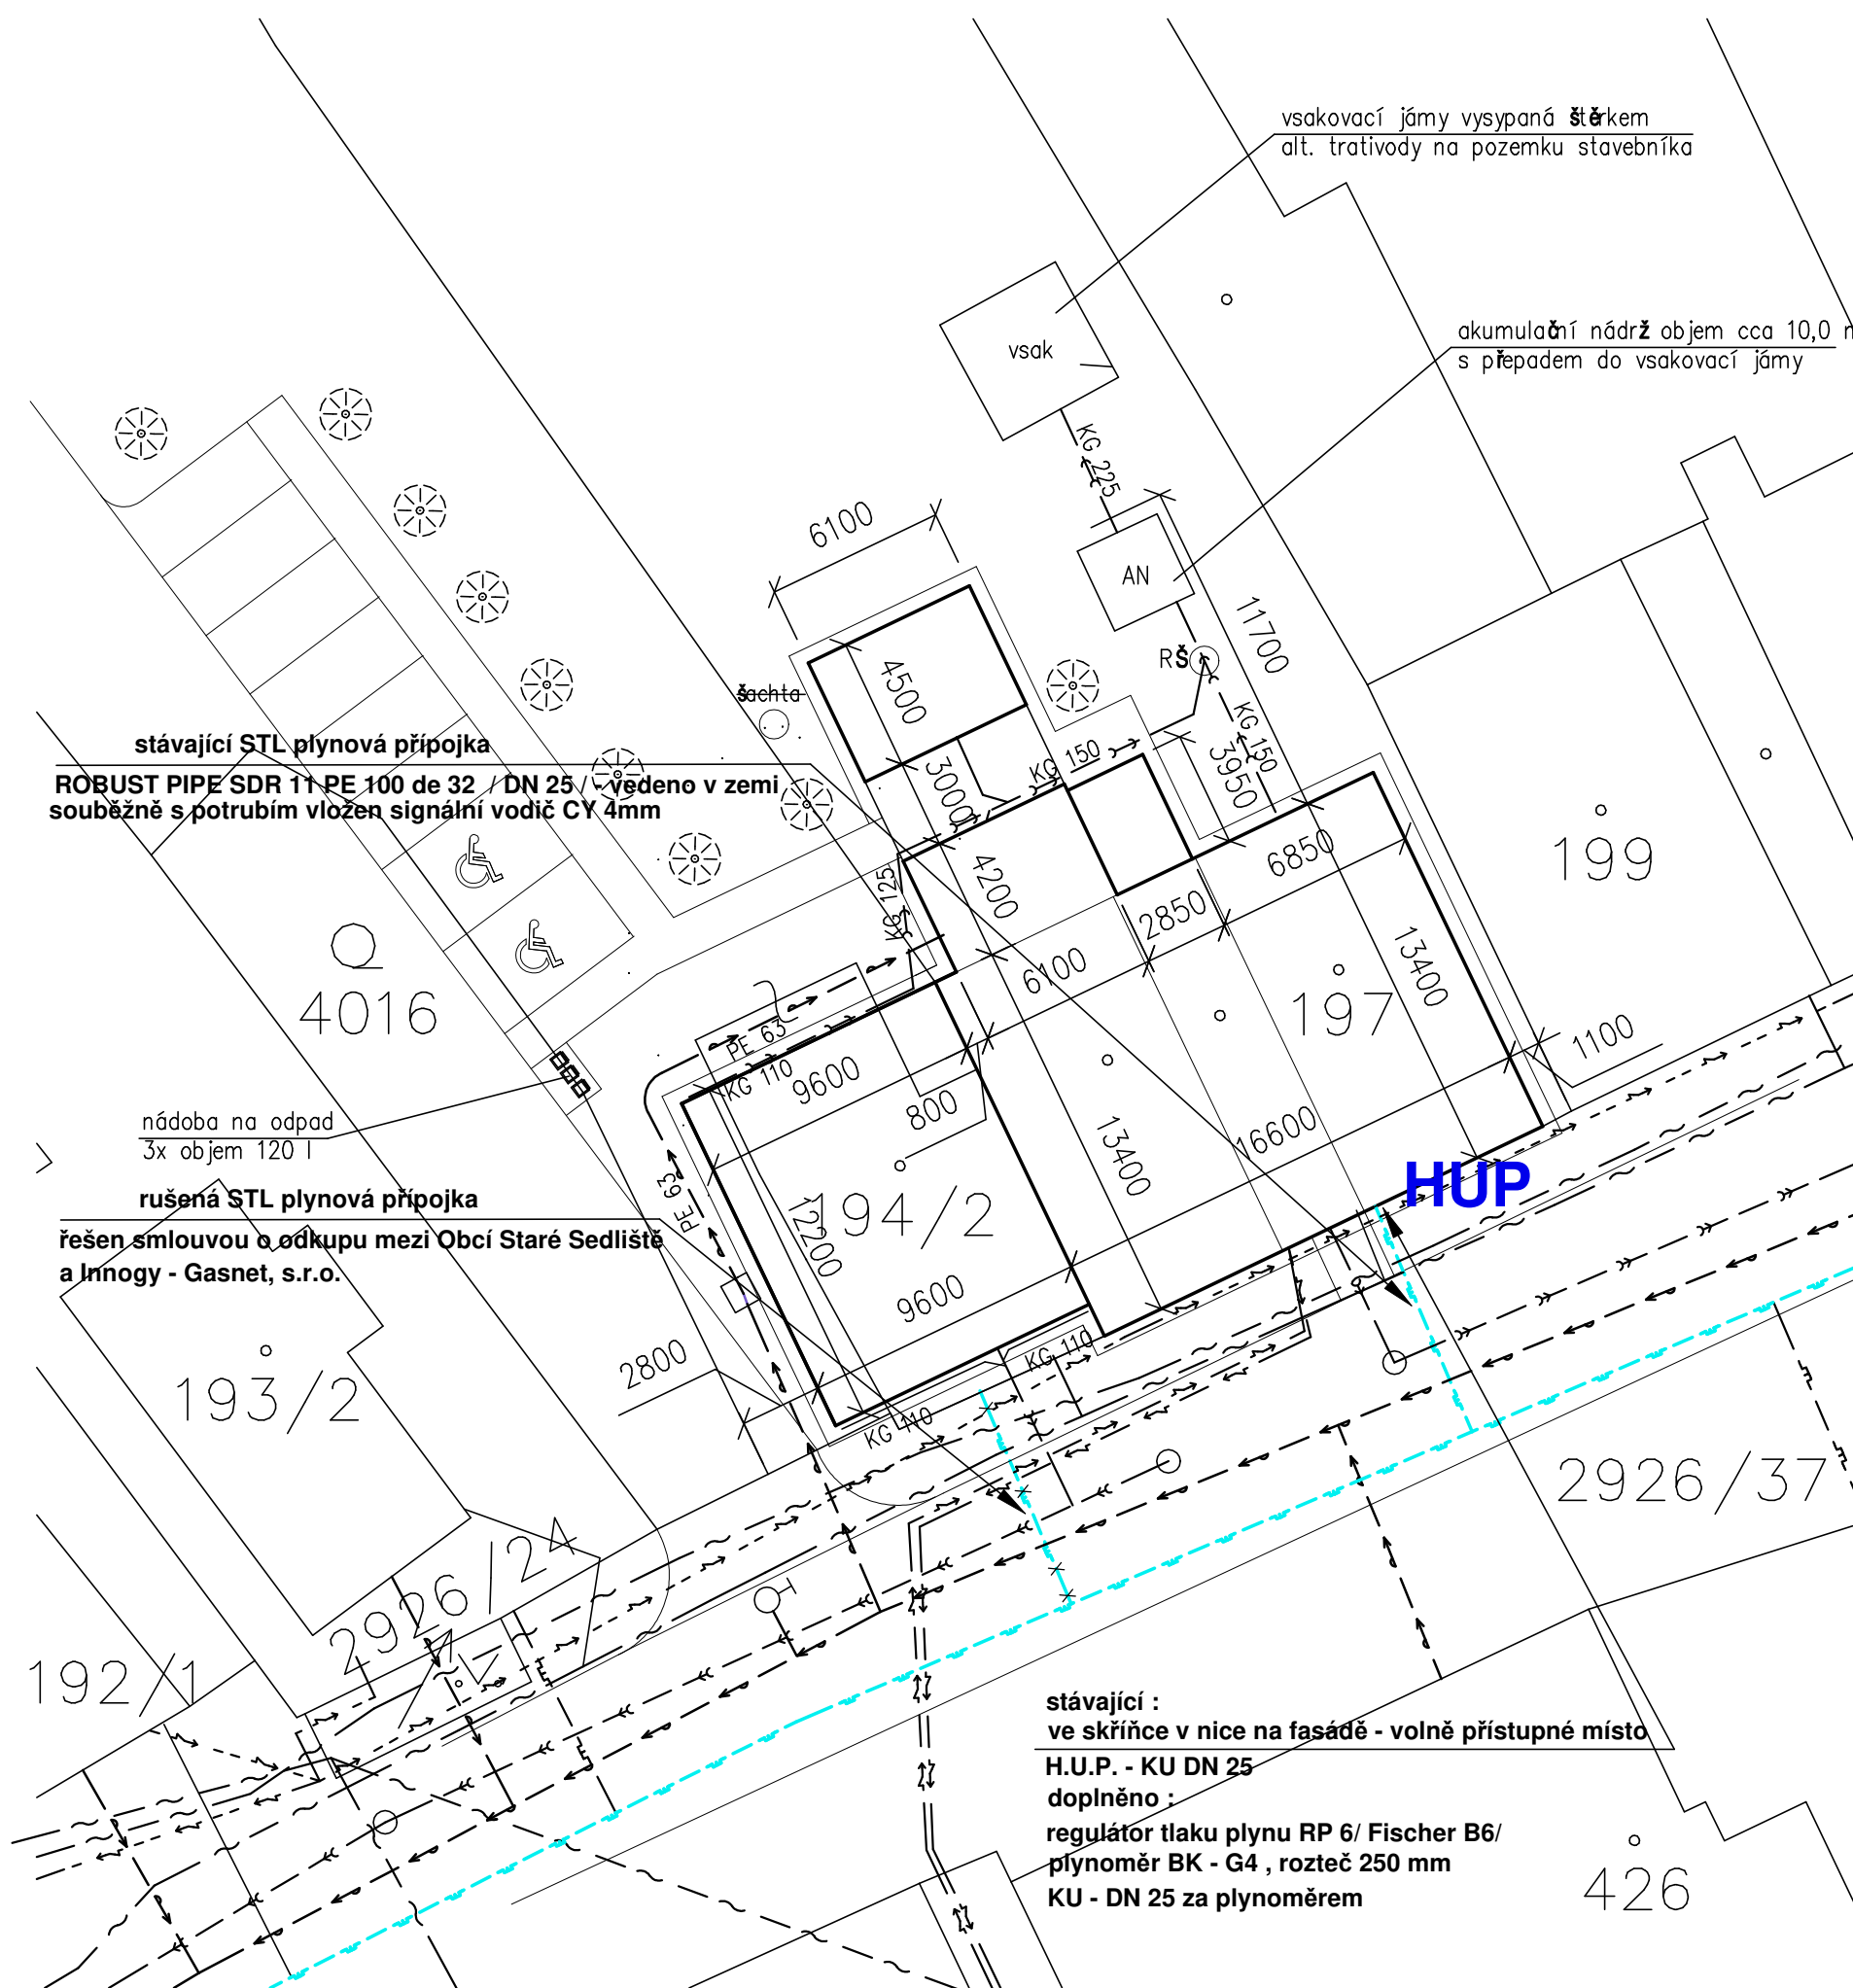 vsakovací jámy vysypaná štěrkem
alt. trativody na pozemku stavebníka
vsak
akumulační nádrž objem cca 10,0 m
s přepadem do vsakovací jámy
KG 225
6100
AN
11700
RŠ
4500
šachta
KG 150
KG 150
3950
3000
stávající STL plynová přípojka
ROBUST PIPE SDR 11 PE 100 de 32 / DN 25 / - vedeno v zemi
souběžně s potrubím vložen signální vodič CY 4mm
6850
199
4200
KG 125
2850
6100
13400
4016
197
1100
PE 63
KG 110
9600
800
nádoba na odpad
3x objem 120 l
13400
16600
HUP
rušená STL plynová přípojka
řešen smlouvou o odkupu mezi Obcí Staré Sedliště
a Innogy - Gasnet, s.r.o.
PE 63
12200
194/2
9600
2800
KG 110
KG 110
193/2
2926/37
2926/24
192/1
stávající :
ve skříňce v nice na fasádě - volně přístupné místo
H.U.P. - KU DN 25
doplněno :
regulátor tlaku plynu RP 6/ Fischer B6/
plynoměr BK - G4 , rozteč 250 mm
KU - DN 25 za plynoměrem
426